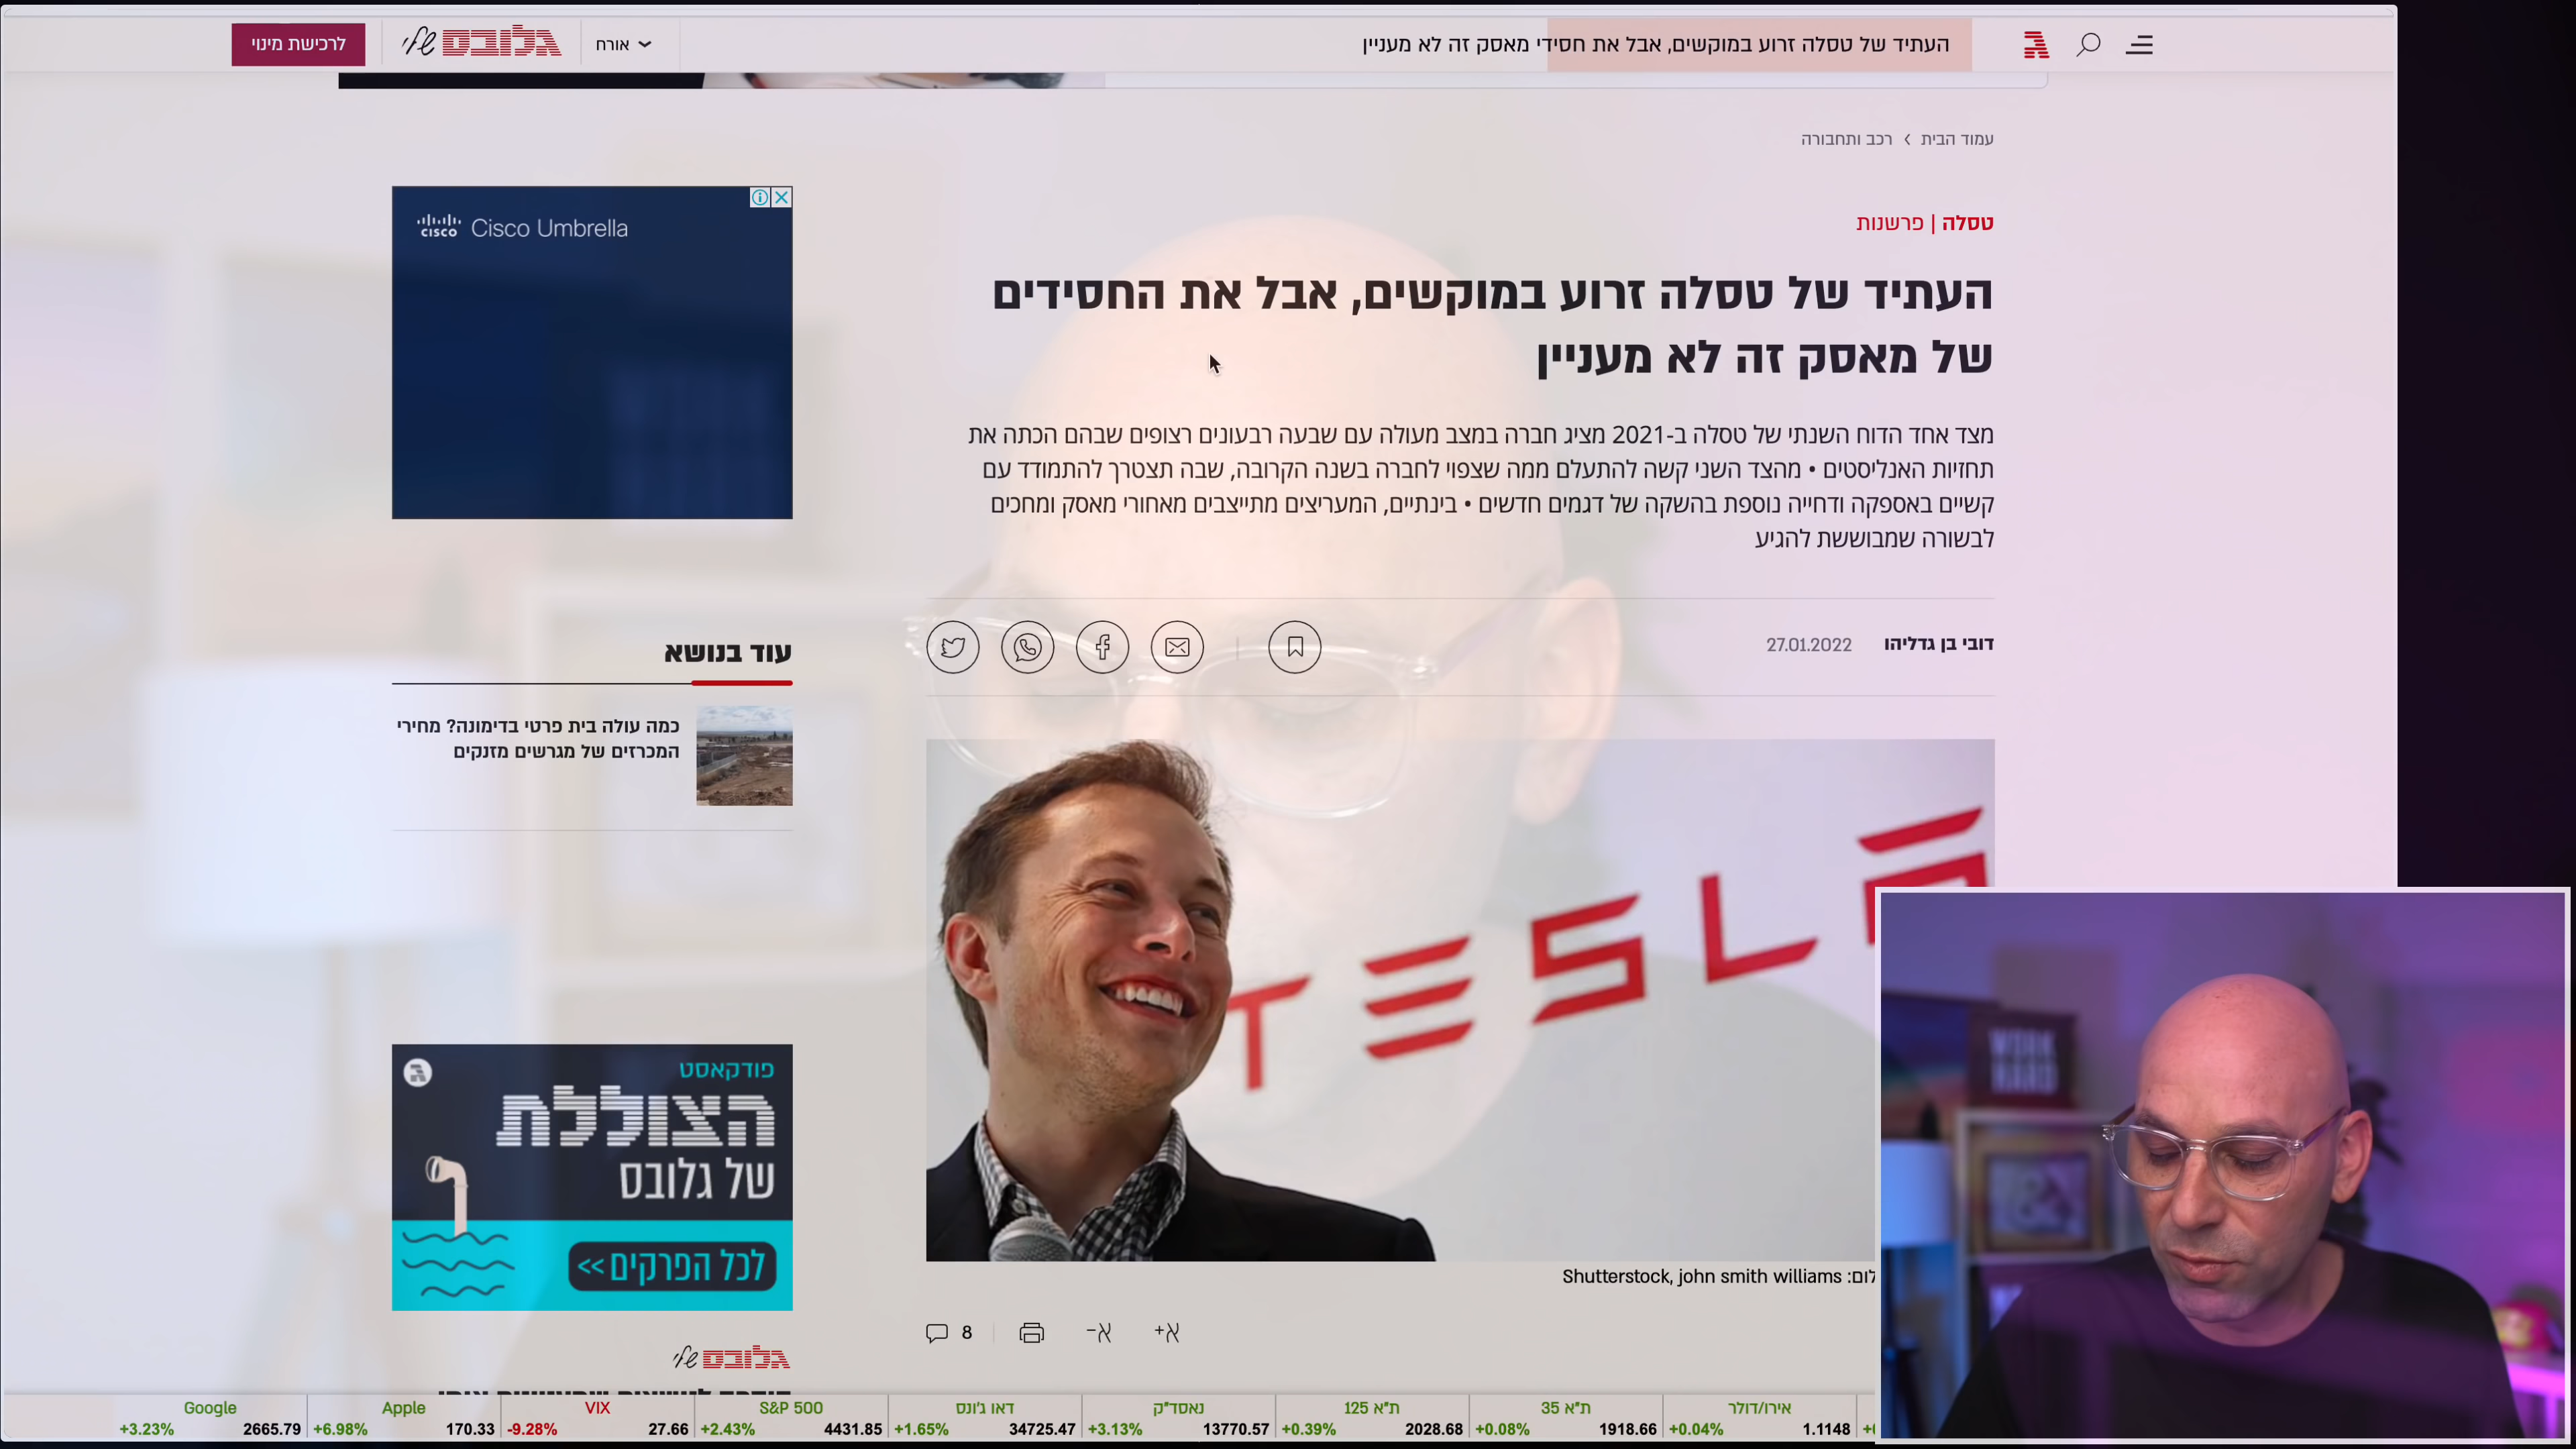 העתיד של טסלה זרוע במוקשים, אבל את חסידי מאסק זה לא מעניין
אורח
גלובס שלי
לרכישת מינוי
עמוד הבית › רכב ותחבורה
טסלה | פרשנות
העתיד של טסלה זרוע במוקשים, אבל את החסידים
של מאסק זה לא מעניין
מצד אחד הדוח השנתי של טסלה ב-2021 מציג חברה במצב מעולה עם שבעה רבעונים רצופים שבהם הכתה את
תחזיות האנליסטים • מהצד השני קשה להתעלם ממה שצפוי לחברה בשנה הקרובה, שבה תצטרך להתמודד עם
קשיים באספקה ודחייה נוספת בהשקה של דגמים חדשים • בינתיים, המעריצים מתייצבים מאחורי מאסק ומחכים
לבשורה שמבוששת להגיע
דובי בן גדליהו 27.01.2022
TESLA
Shutterstock, john smith williams
8
א- א+
cisco Cisco Umbrella
עוד בנושא
כמה עולה בית פרטי בדימונה? מחירי
המכרזים של מגרשים מזנקים
פודקאסט
הצוללת
של גלובס
לכל הפרקים >>
גלובס שלי
WORK
HARD
Google
+3.23% 2665.79
Apple
+6.98% 170.33
VIX
-9.28% 27.66
S&P 500
+2.43% 4431.85
דאו ג'ונס
+1.65% 34725.47
נאסד"ק
+3.13% 13770.57
ת"א 125
+0.39% 2028.68
ת"א 35
+0.08% 1918.66
אירו/דולר
+0.04% 1.1148